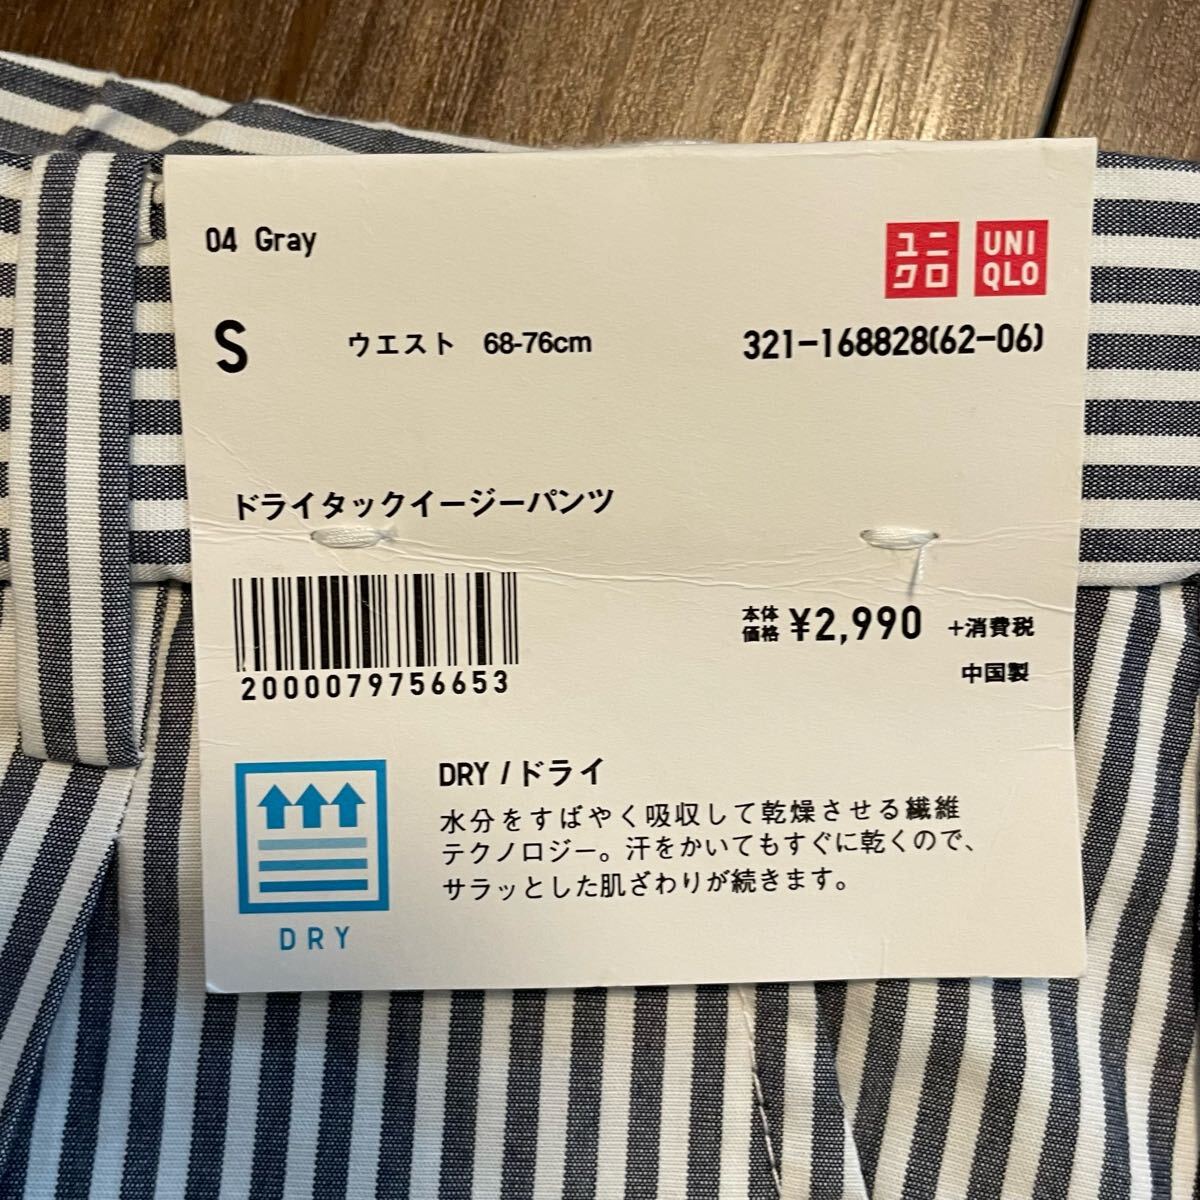 04 Gray
ユニ
クロ
UNI
QLO
S ウエスト 68-76cm 321-168828(62-06)
ドライタックイージーパンツ
2000079756653
本体
価格 ¥2,990 +消費税
中国製
DRY
DRY / ドライ
水分をすばやく吸収して乾燥させる繊維
テクノロジー。汗をかいてもすぐに乾くので、
サラッとした肌ざわりが続きます。